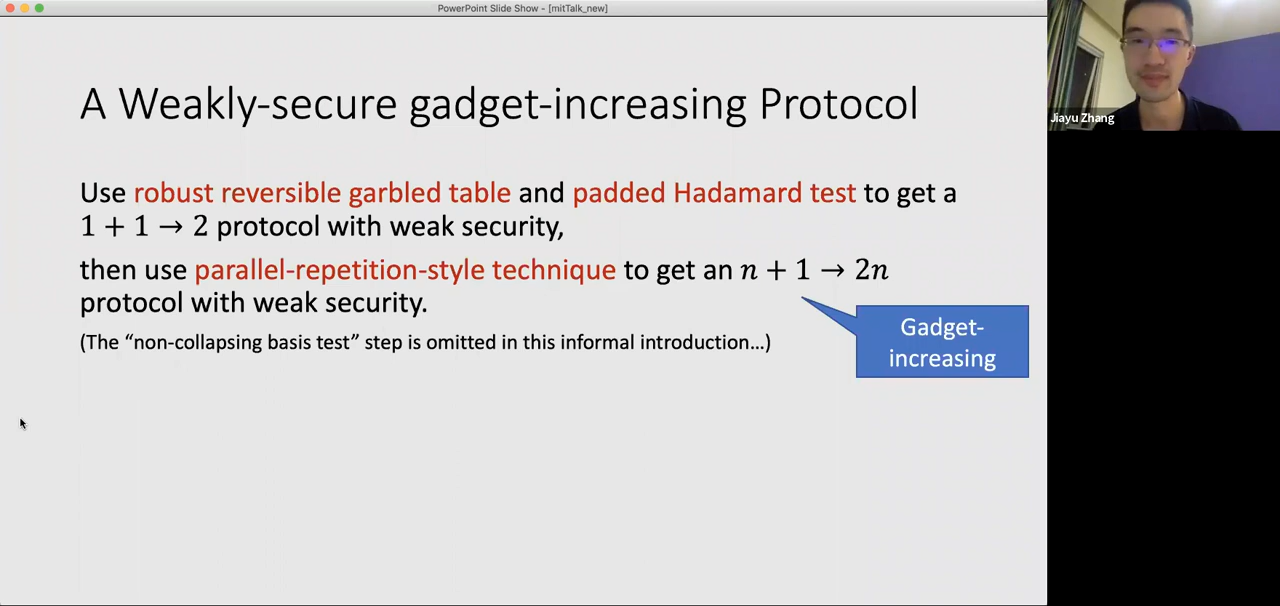 PowerPoint Slide Show - [mitTalk_new]
A Weakly-secure gadget-increasing Protocol
Jiayu Zhang
Use robust reversible garbled table and padded Hadamard test to get a
1 + 1 → 2 protocol with weak security,
then use parallel-repetition-style technique to get an n + 1 → 2n
protocol with weak security.
Gadget-
increasing
(The “non-collapsing basis test” step is omitted in this informal introduction...)